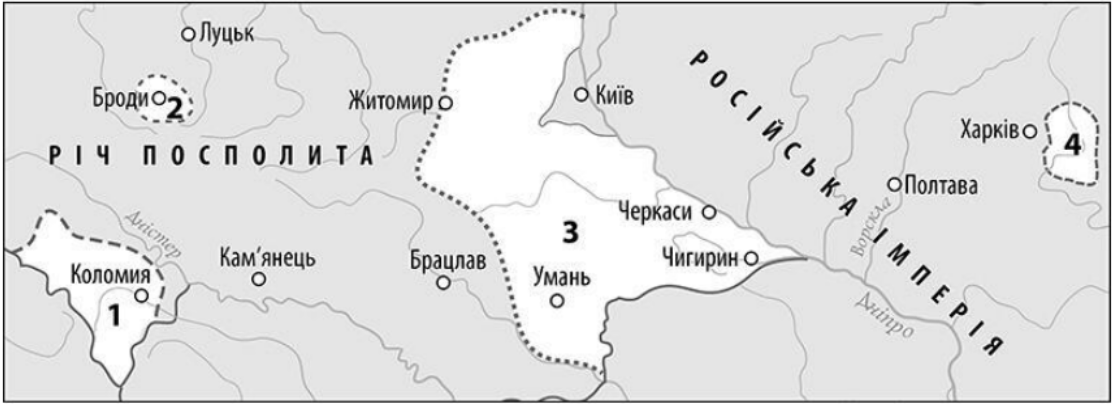 Луцьк
Броди
2
Житомир
Київ
РІЧ ПОСПОЛИТА
РОСІЙСЬКА ІМПЕРІЯ
Харків
4
Полтава
Ворскла
Дністер
Кам'янець
Коломия
1
Брацлав
3
Умань
Черкаси
Чигирин
Дніпро